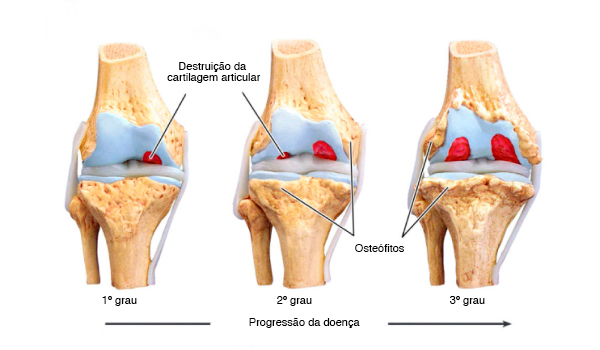 Destruição da
cartilagem articular
Osteófitos
1º grau
2º grau
3º grau
Progressão da doença